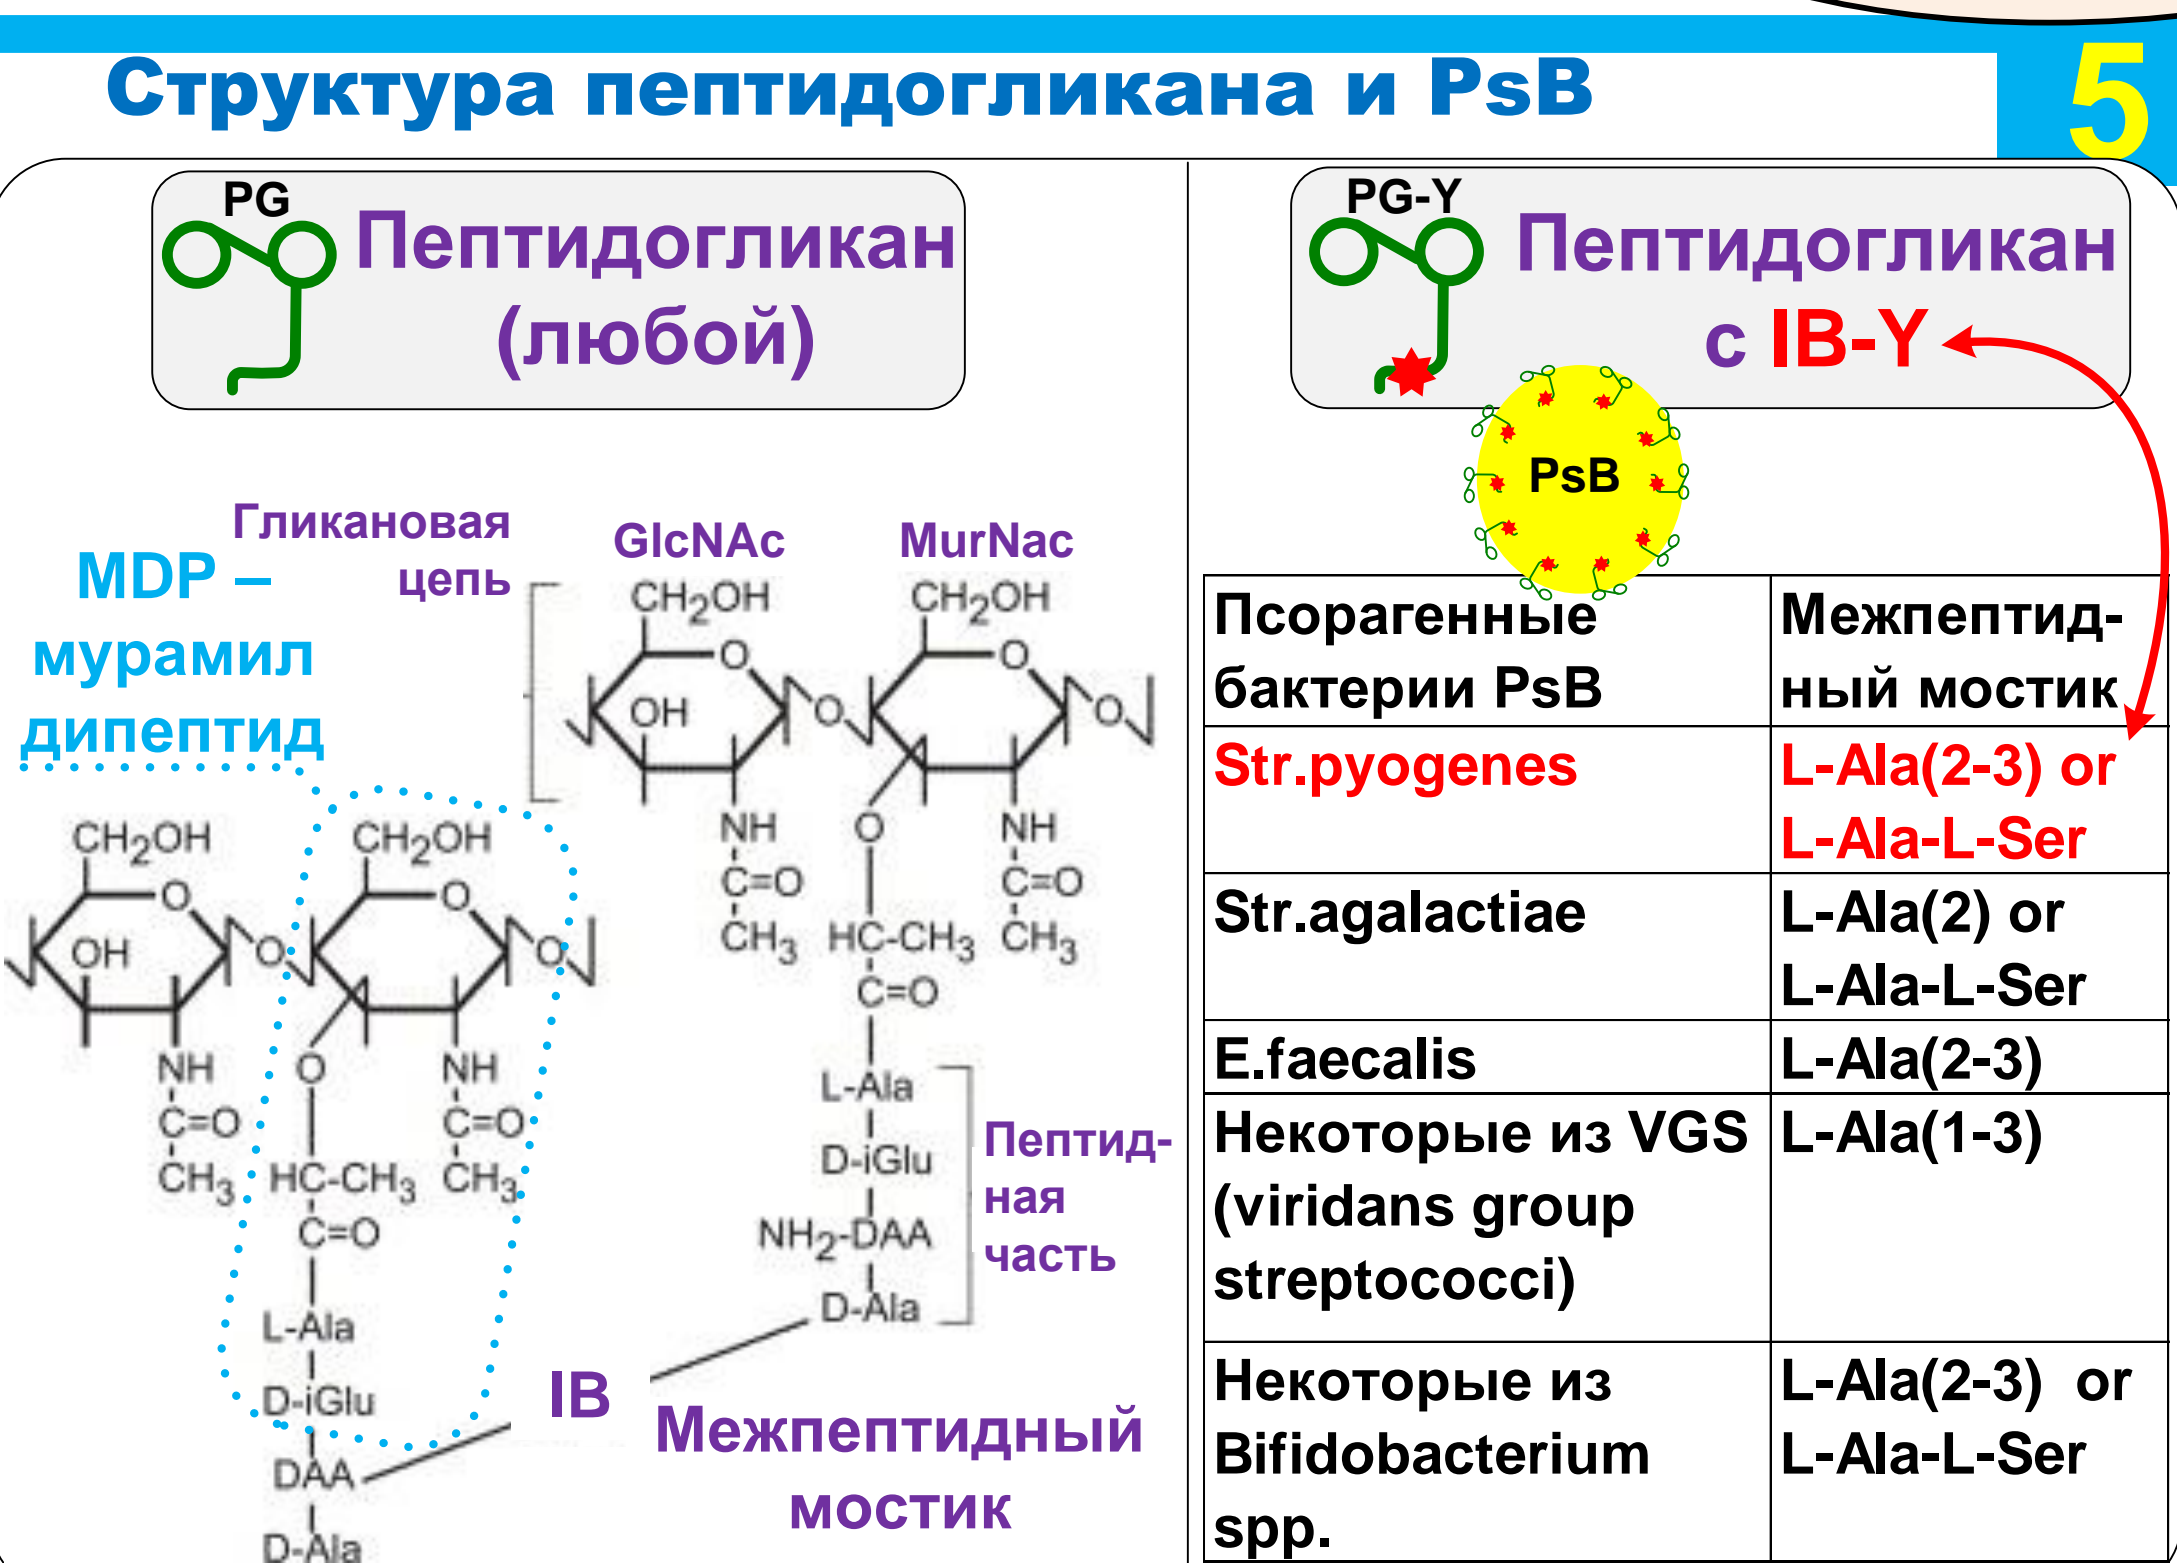 Структура пептидогликана и PsB
5
PG
Пептидогликан
(любой)
PG-Y
Пептидогликан
с IB-Y
PsB
MDP –
мурамил
дипептид
Гликановая
цепь
GlcNAc
MurNac
CH2OH
CH2OH
O
O
OH
O
O
NH
O
NH
C=O
C=O
CH3
HC-CH3
CH3
C=O
L-Ala
D-iGlu
NH2-DAA
D-Ala
Пептид-
ная
часть
CH2OH
CH2OH
O
O
OH
O
O
NH
O
NH
C=O
C=O
CH3
HC-CH3
CH3
C=O
L-Ala
D-iGlu
DAA
D-Ala
IB
Межпептидный
мостик
Псорагенные
бактерии PsB
Межпептид-
ный мостик
Str.pyogenes
L-Ala(2-3) or
L-Ala-L-Ser
Str.agalactiae
L-Ala(2) or
L-Ala-L-Ser
E.faecalis
L-Ala(2-3)
Некоторые из VGS
(viridans group
streptococci)
L-Ala(1-3)
Некоторые из
Bifidobacterium
spp.
L-Ala(2-3) or
L-Ala-L-Ser